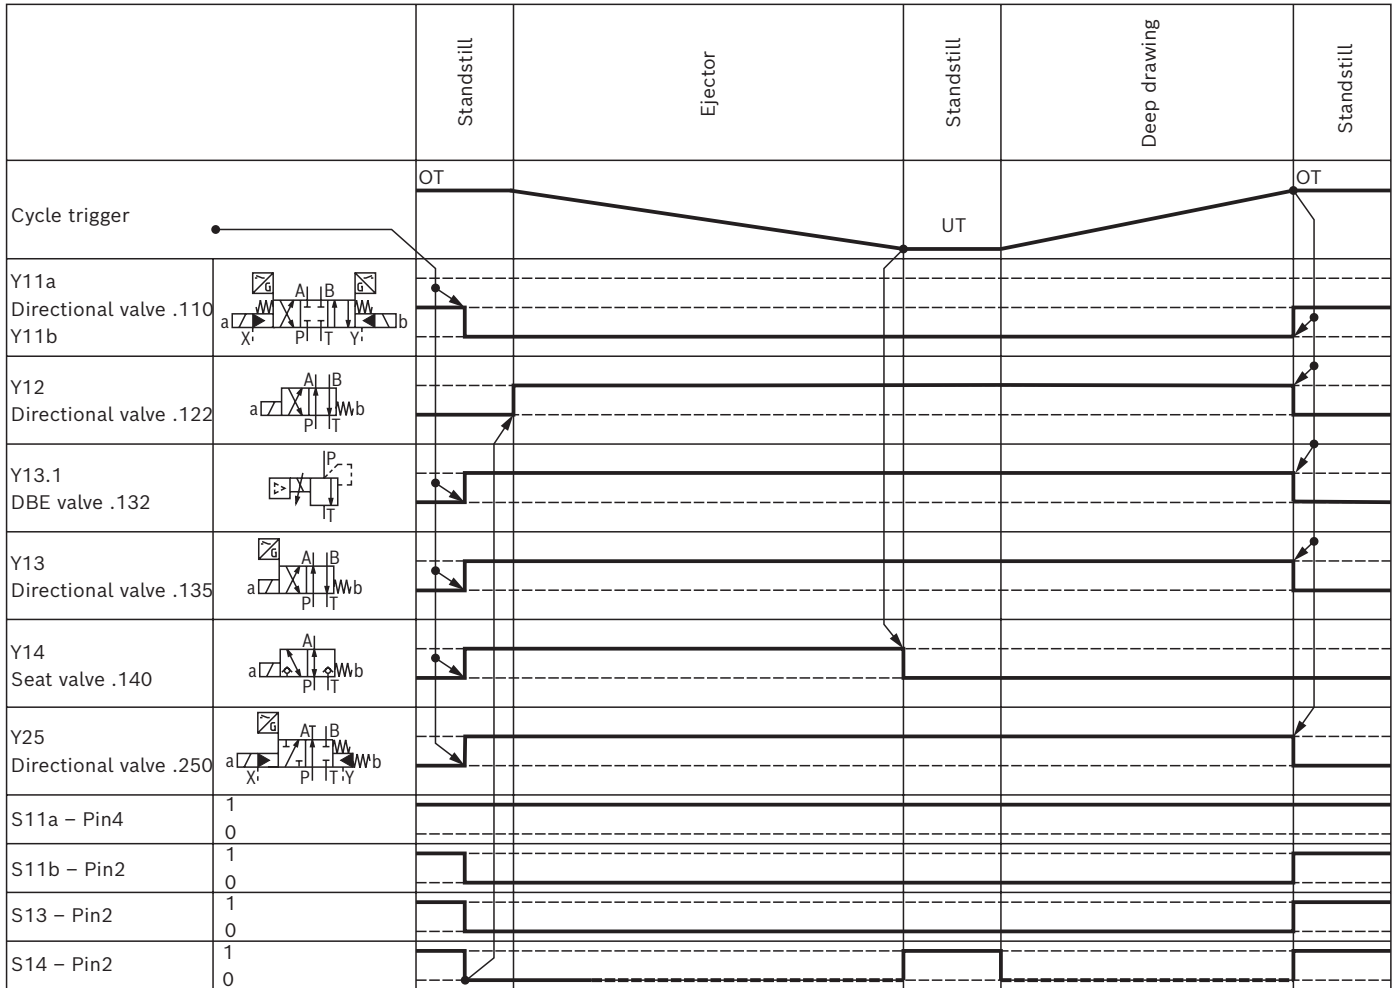 Standstill
Ejector
Standstill
Deep drawing
Standstill
OT
OT
Cycle trigger
UT
Y11a
Directional valve .110
Y11b
G
G
A B
a b
X P T Y
Y12
Directional valve .122
A B
a b
P T
Y13.1
DBE valve .132
P
T
Y13
Directional valve .135
G
A B
a b
P T
Y14
Seat valve .140
A
a b
P T
Y25
Directional valve .250
G
A B
a b
X P T Y
S11a – Pin4
1
0
S11b – Pin2
1
0
S13 – Pin2
1
0
S14 – Pin2
1
0